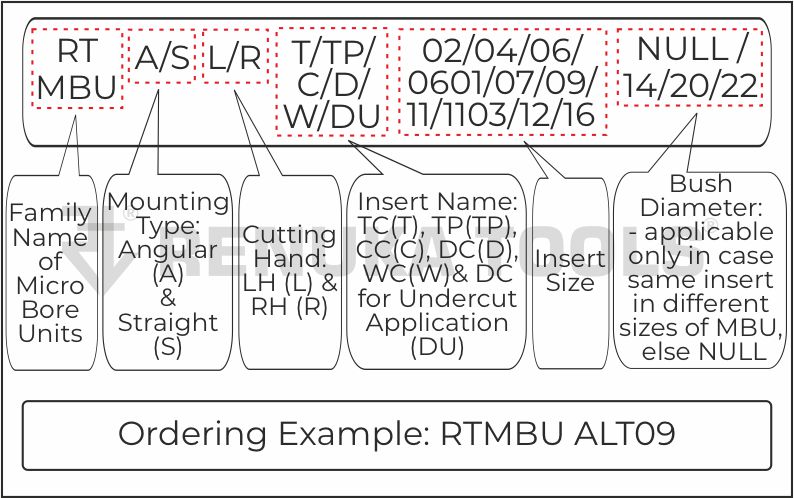 RT
MBU
A/S
L/R
T/TP/
C/D/
W/DU
02/04/06/
0601/07/09/
11/1103/12/16
NULL /
14/20/22
Family
Name
of
Micro
Bore
Units
Mounting
Type:
Angular
(A)
&
Straight
(S)
Cutting
Hand:
LH (L) &
RH (R)
Insert Name:
TC(T), TP(TP),
CC(C), DC(D),
WC(W)& DC
for Undercut
Application
(DU)
Insert
Size
Bush
Diameter:
- applicable
only in case
same insert
in different
sizes of MBU,
else NULL
RENUKA TOOLS
Ordering Example: RTMBU ALT09